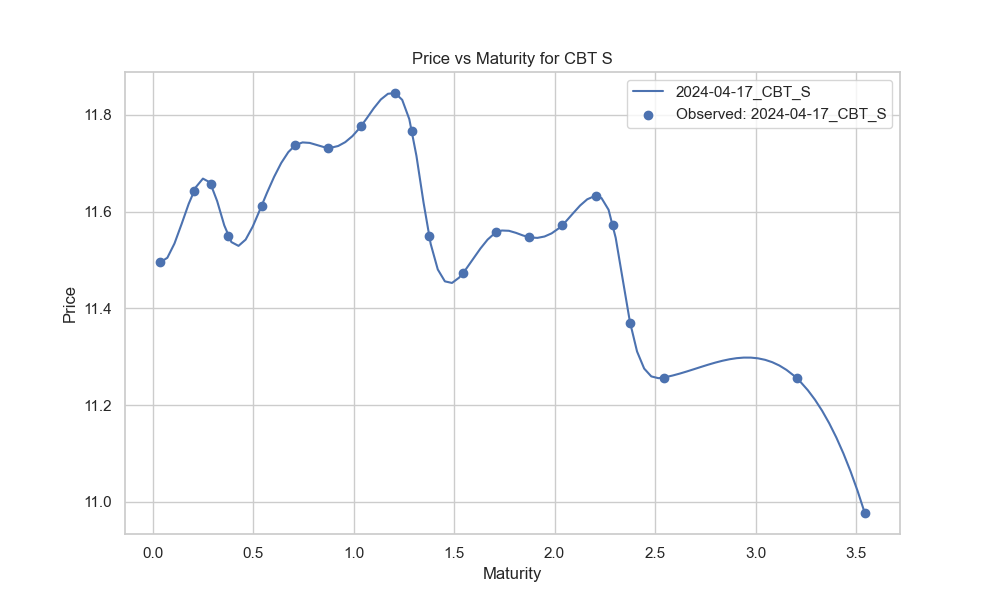 Price vs Maturity for CBT S
2024-04-17_CBT_S
Observed: 2024-04-17_CBT_S
11.8
11.6
11.4
11.2
11.0
Price
0.0 0.5 1.0 1.5 2.0 2.5 3.0 3.5
Maturity